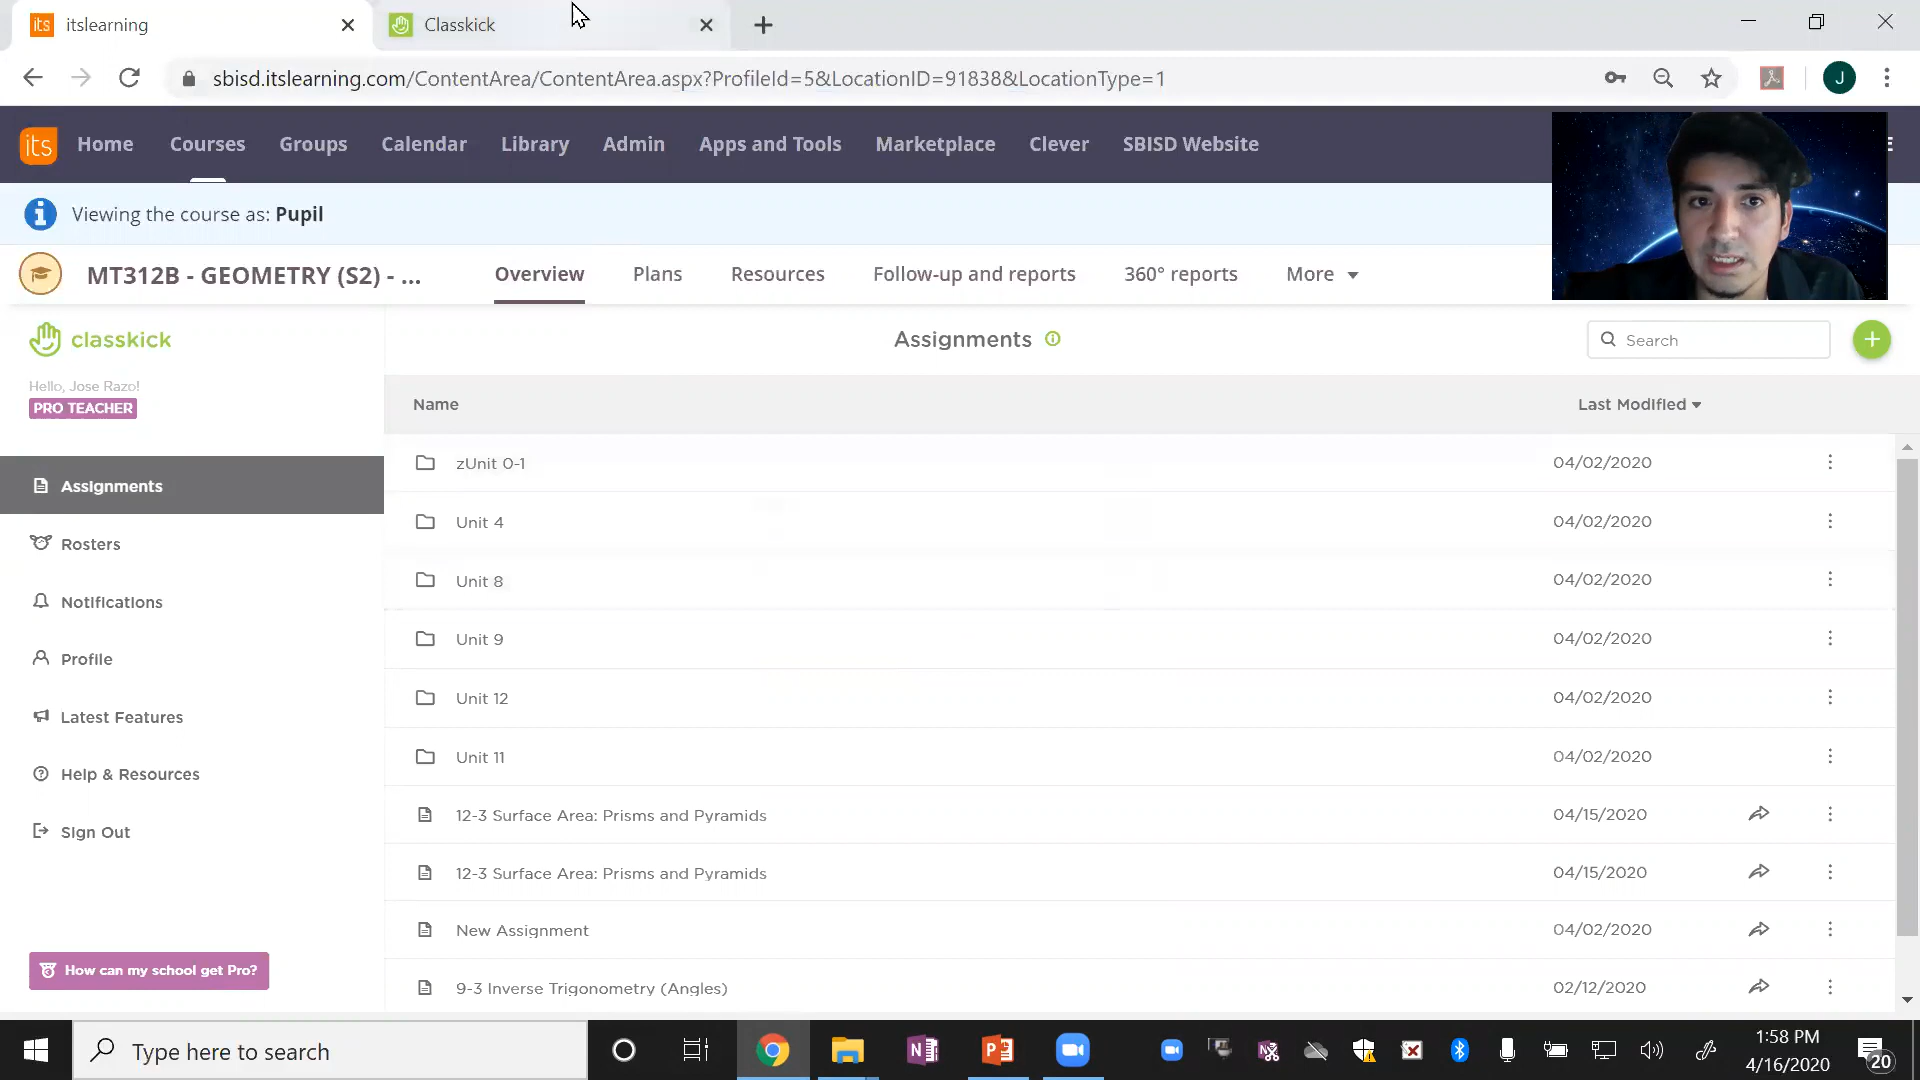 its itslearning
Classkick
sbisd.itslearning.com/ContentArea/ContentArea.aspx?ProfileId=5&LocationID=91838&LocationType=1
J
its Home Courses Groups Calendar Library Admin Apps and Tools Marketplace Clever SBISD Website
Viewing the course as: Pupil
MT312B - GEOMETRY (S2) - ... Overview Plans Resources Follow-up and reports 360° reports More
classkick
Assignments
Search
Hello, Jose Razo!
PRO TEACHER
Name Last Modified
zUnit 0-1 04/02/2020
Assignments
Unit 4 04/02/2020
Rosters
Unit 8 04/02/2020
Notifications
Unit 9 04/02/2020
Profile
Unit 12 04/02/2020
Latest Features
Unit 11 04/02/2020
Help & Resources
12-3 Surface Area: Prisms and Pyramids 04/15/2020
Sign Out
12-3 Surface Area: Prisms and Pyramids 04/15/2020
New Assignment 04/02/2020
How can my school get Pro?
9-3 Inverse Trigonometry (Angles) 02/12/2020
Type here to search
1:58 PM
4/16/2020
20